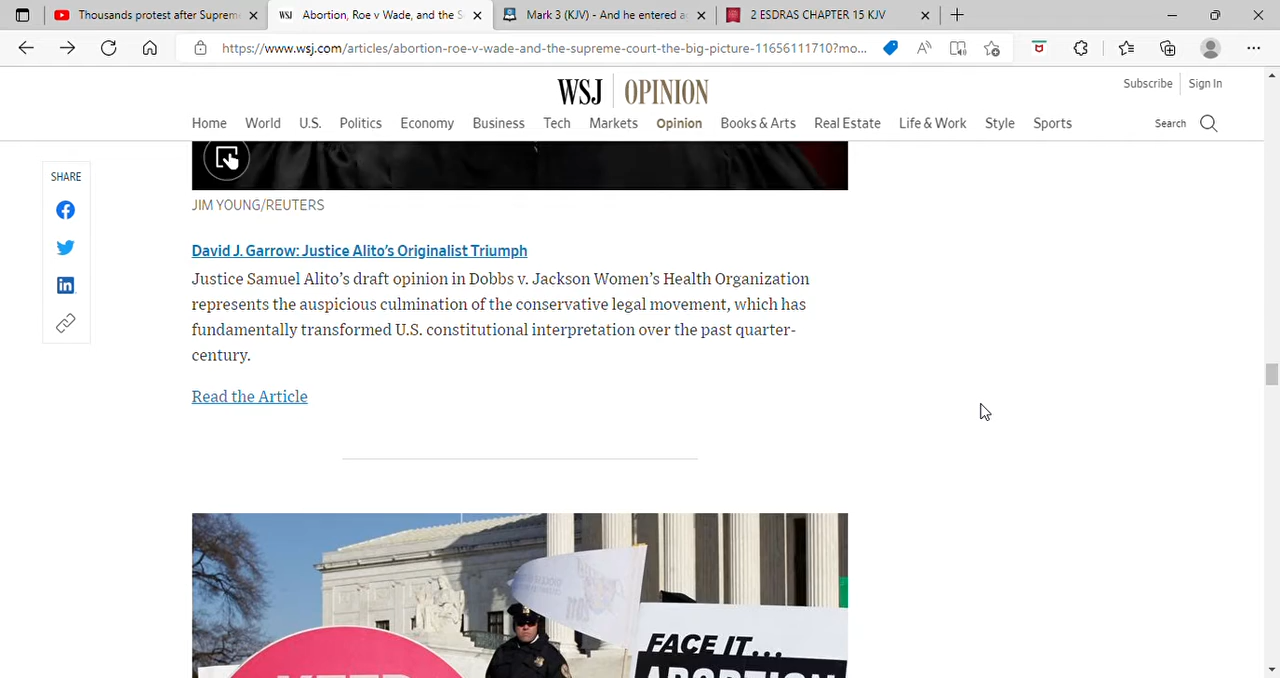 Thousands protest after Supreme
WSJ Abortion, Roe v Wade, and the S
Mark 3 (KJV) - And he entered a
2 ESDRAS CHAPTER 15 KJV
https://www.wsj.com/articles/abortion-roe-v-wade-and-the-supreme-court-the-big-picture-11656111710?mo...
WSJ OPINION
Subscribe Sign In
Home World U.S. Politics Economy Business Tech Markets Opinion Books & Arts Real Estate Life & Work Style Sports Search
SHARE
JIM YOUNG/REUTERS
David J. Garrow: Justice Alito's Originalist Triumph
Justice Samuel Alito's draft opinion in Dobbs v. Jackson Women's Health Organization
represents the auspicious culmination of the conservative legal movement, which has
fundamentally transformed U.S. constitutional interpretation over the past quarter-
century.
Read the Article
FACE IT...
ABORTION
KEEP